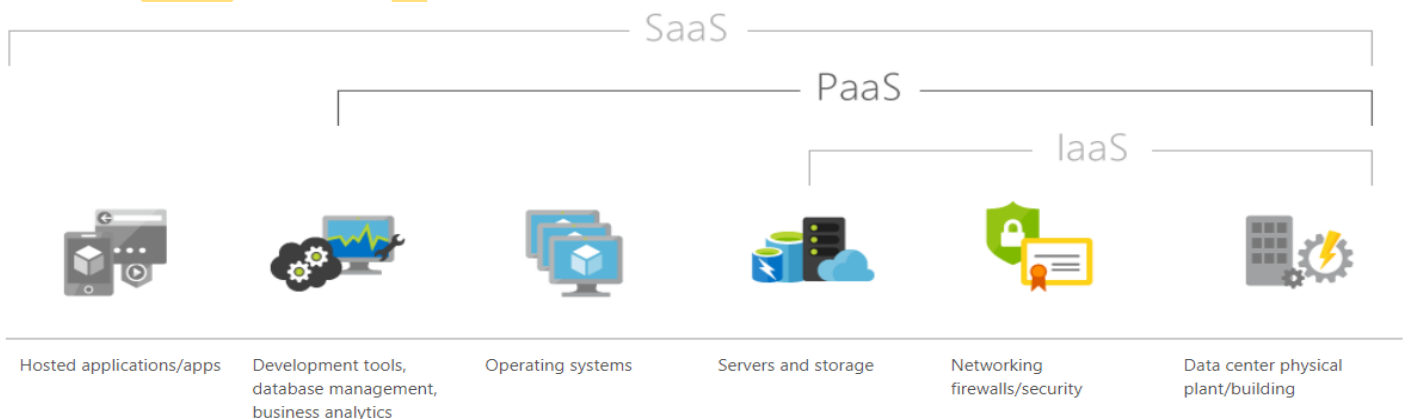 SaaS
PaaS
IaaS
Hosted applications/apps
Development tools,
database management,
business analytics
Operating systems
Servers and storage
Networking
firewalls/security
Data center physical
plant/building